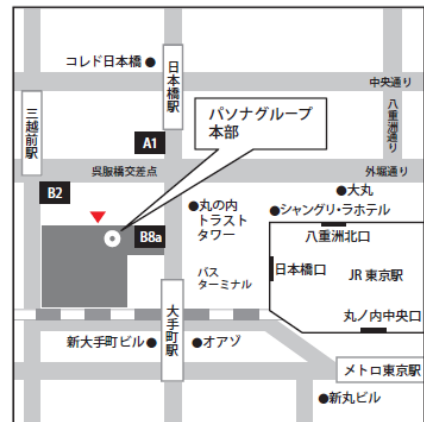 コレド日本橋
日本橋駅
中央通り
三越前駅
パソナグループ
本部
八重洲通り
A1
呉服橋交差点
外堀通り
B2
大丸
丸の内
トラスト
タワー
シャングリ・ラホテル
八重洲北口
B8a
バス
ターミナル
日本橋口
JR 東京駅
大手町駅
丸ノ内中央口
新大手町ビル
オアゾ
メトロ東京駅
新丸ビル